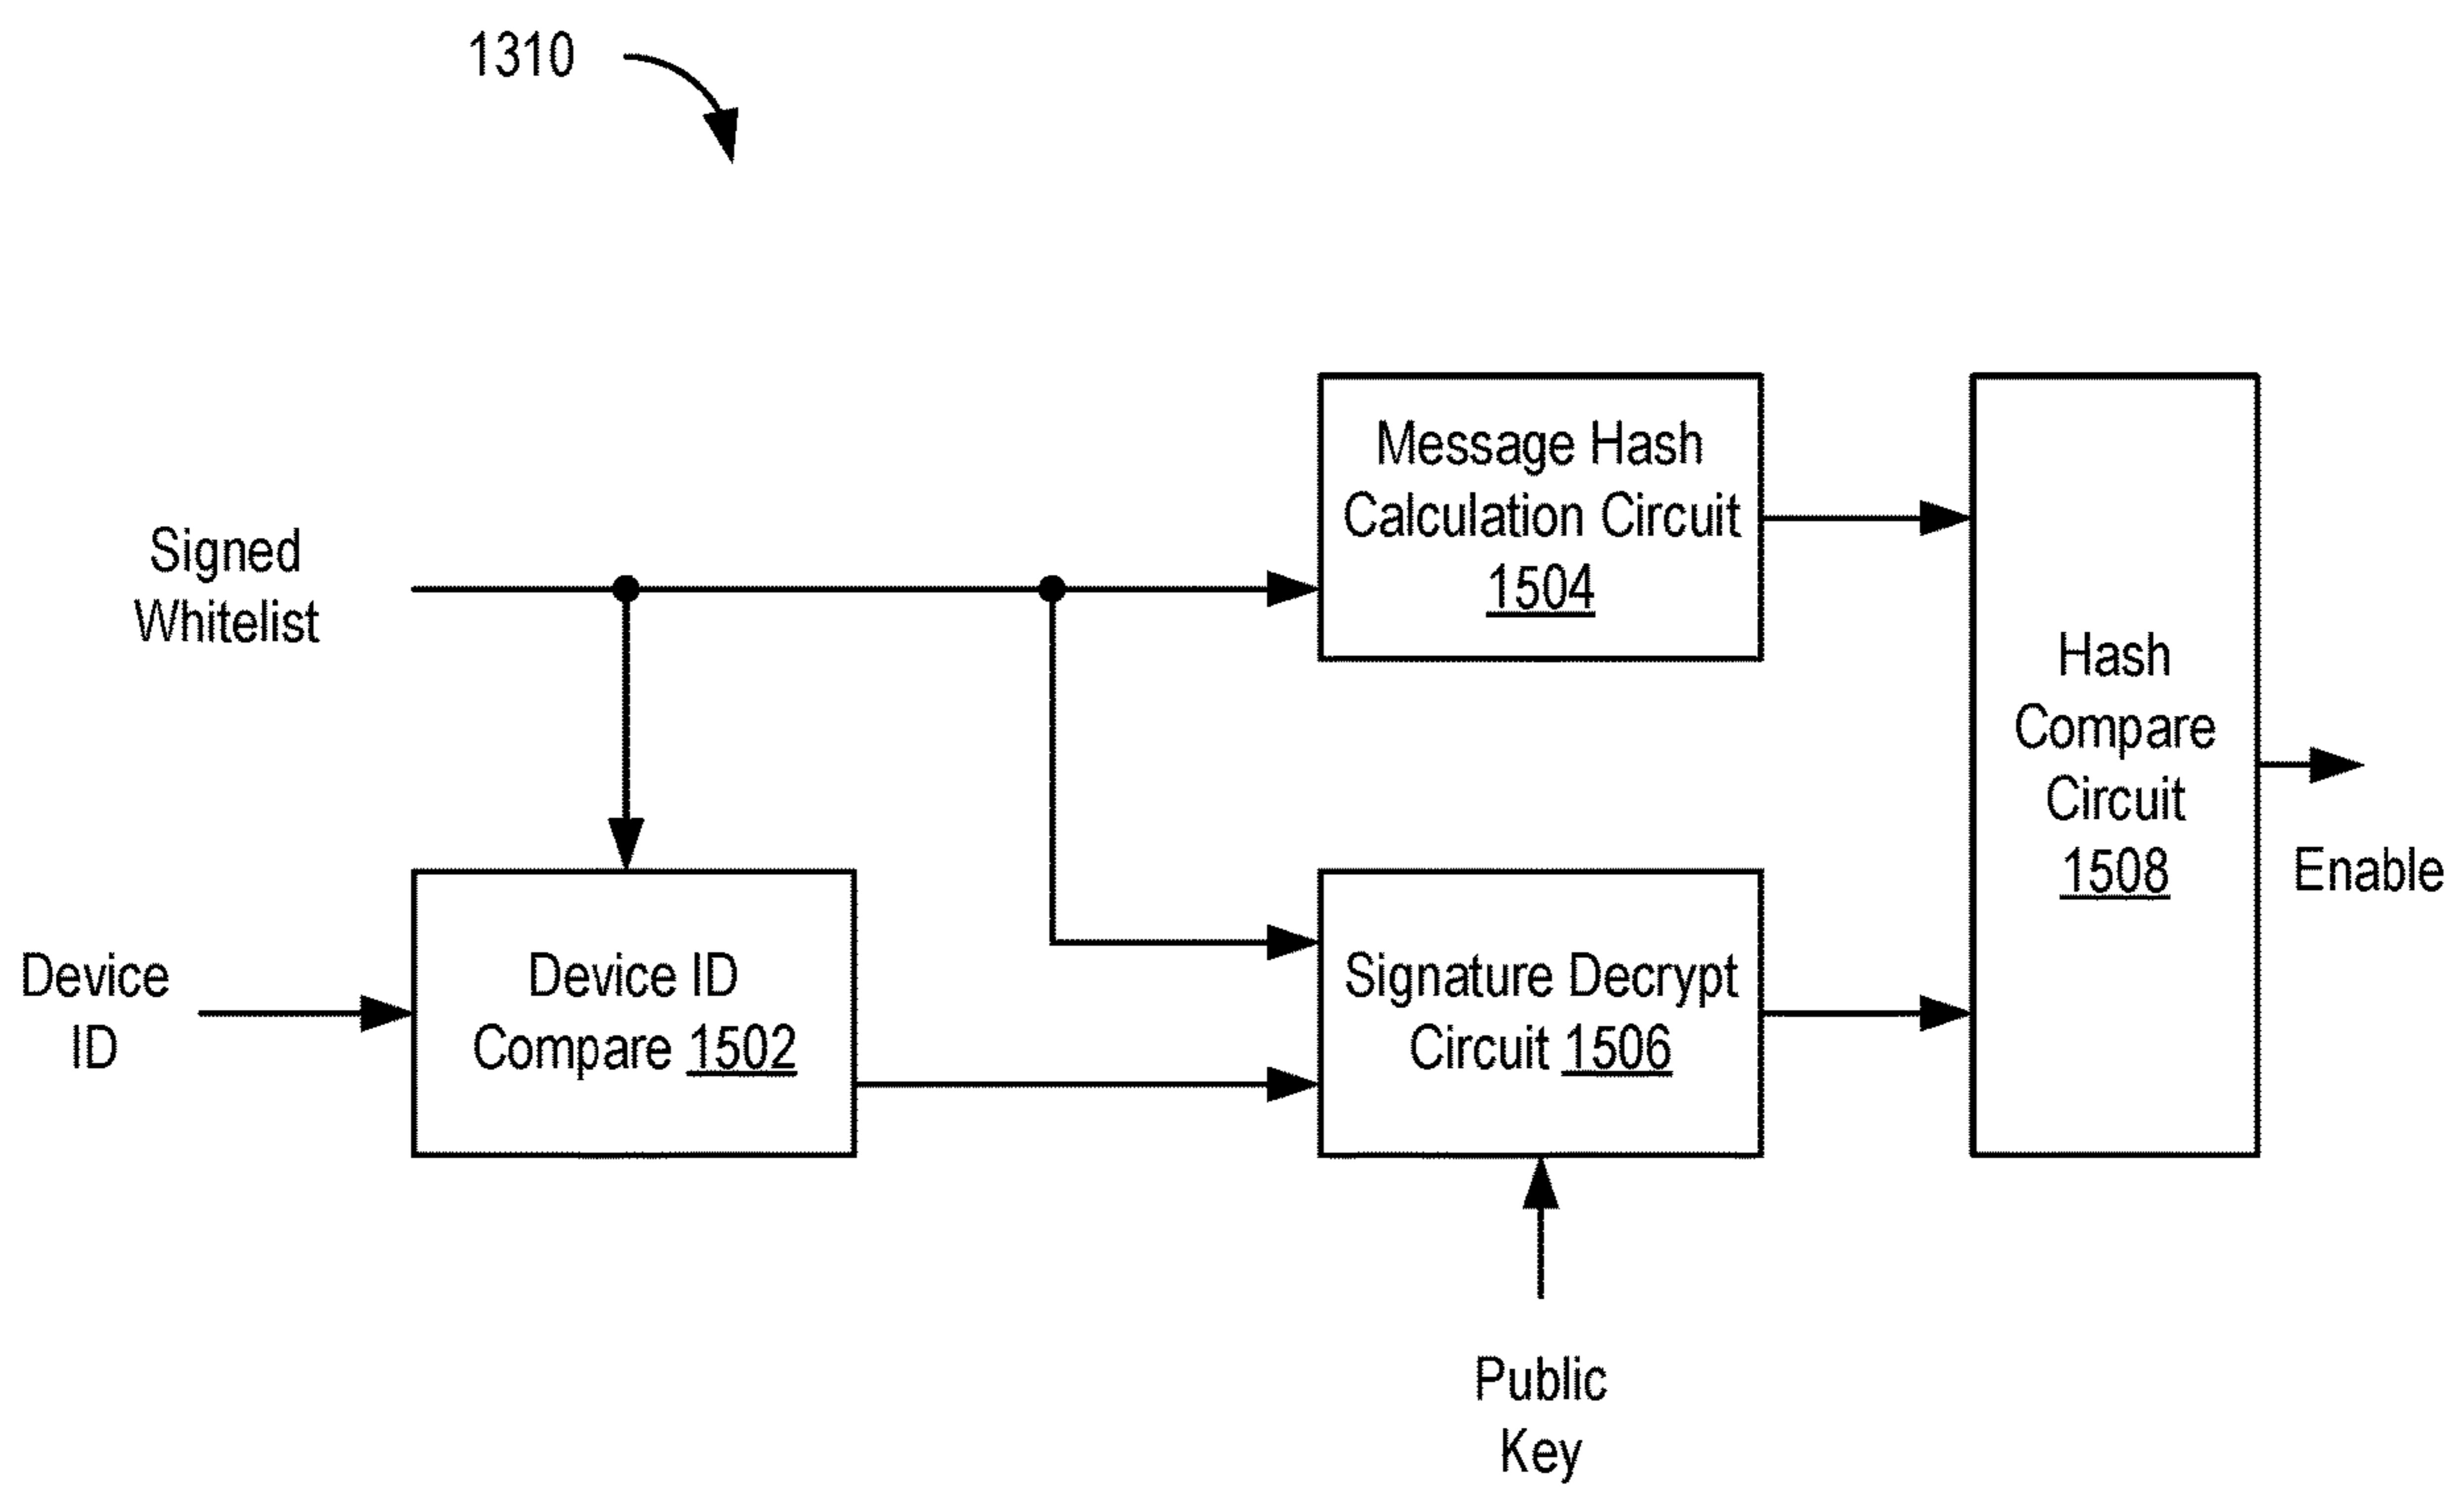 1310
Message Hash
Calculation Circuit
1504
Signed
Whitelist
Hash
Compare
Circuit
1508
Enable
Device
ID
Device ID
Compare 1502
Signature Decrypt
Circuit 1506
Public
Key